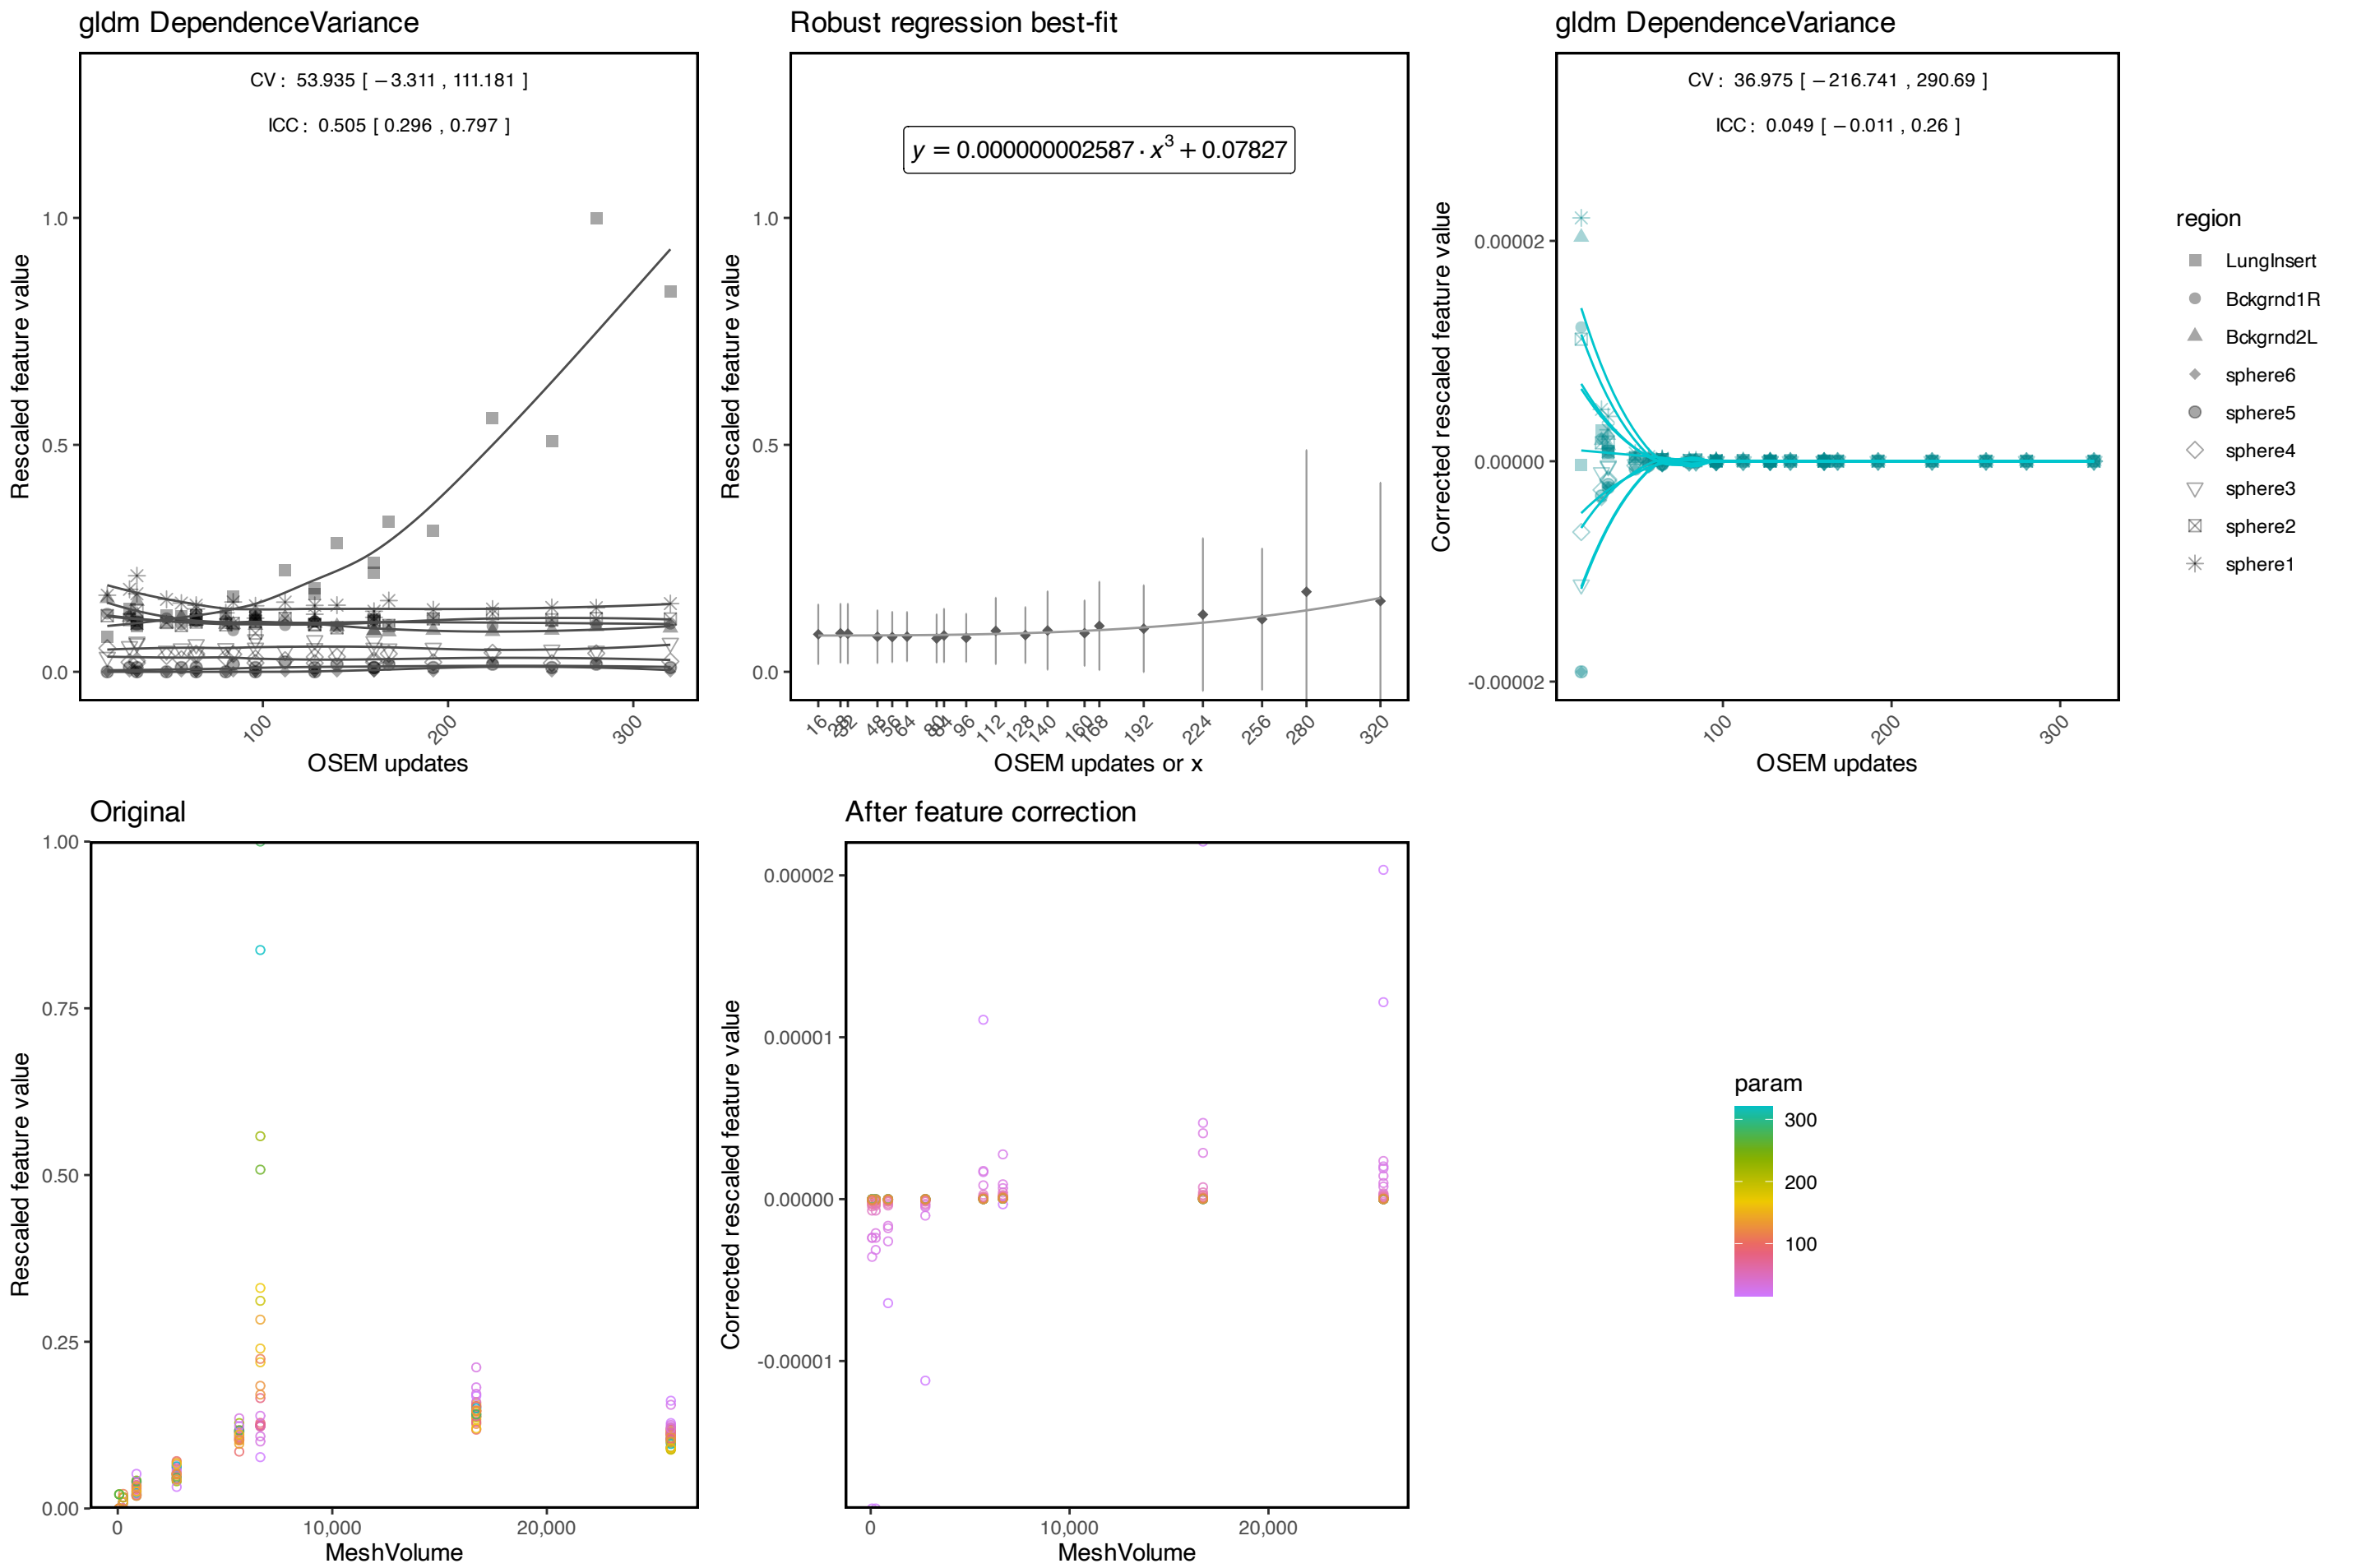 gldm DependenceVariance
CV : 53.935 [ −3.311 , 111.181 ]
ICC : 0.505 [ 0.296 , 0.797 ]
Rescaled feature value
1.0
0.5
0.0
100
200
300
OSEM updates
Robust regression best-fit
y = 0.000000002587 · x³ + 0.07827
Rescaled feature value
1.0
0.5
0.0
16
28
32
48
56
64
80
84
96
112
128
140
160
168
192
224
256
280
320
OSEM updates or x
gldm DependenceVariance
CV : 36.975 [ −216.741 , 290.69 ]
ICC : 0.049 [ −0.011 , 0.26 ]
Corrected rescaled feature value
0.00002
0.00000
-0.00002
100
200
300
OSEM updates
region
LungInsert
Bckgrnd1R
Bckgrnd2L
sphere6
sphere5
sphere4
sphere3
sphere2
sphere1
Original
Rescaled feature value
1.00
0.75
0.50
0.25
0.00
0
10,000
20,000
MeshVolume
After feature correction
Corrected rescaled feature value
0.00002
0.00001
0.00000
-0.00001
0
10,000
20,000
MeshVolume
param
300
200
100